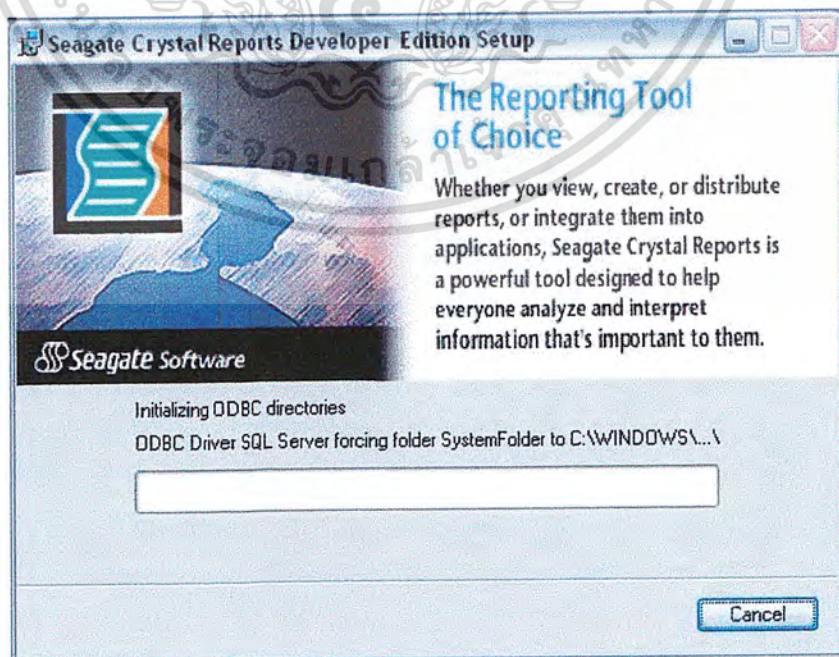 Seagate Crystal Reports Developer Edition Setup
The Reporting Tool
of Choice
Whether you view, create, or distribute
reports, or integrate them into
applications, Seagate Crystal Reports is
a powerful tool designed to help
everyone analyze and interpret
information that's important to them.
Seagate Software
Initializing ODBC directories
ODBC Driver SQL Server forcing folder SystemFolder to C:\WINDOWS\...\
Cancel